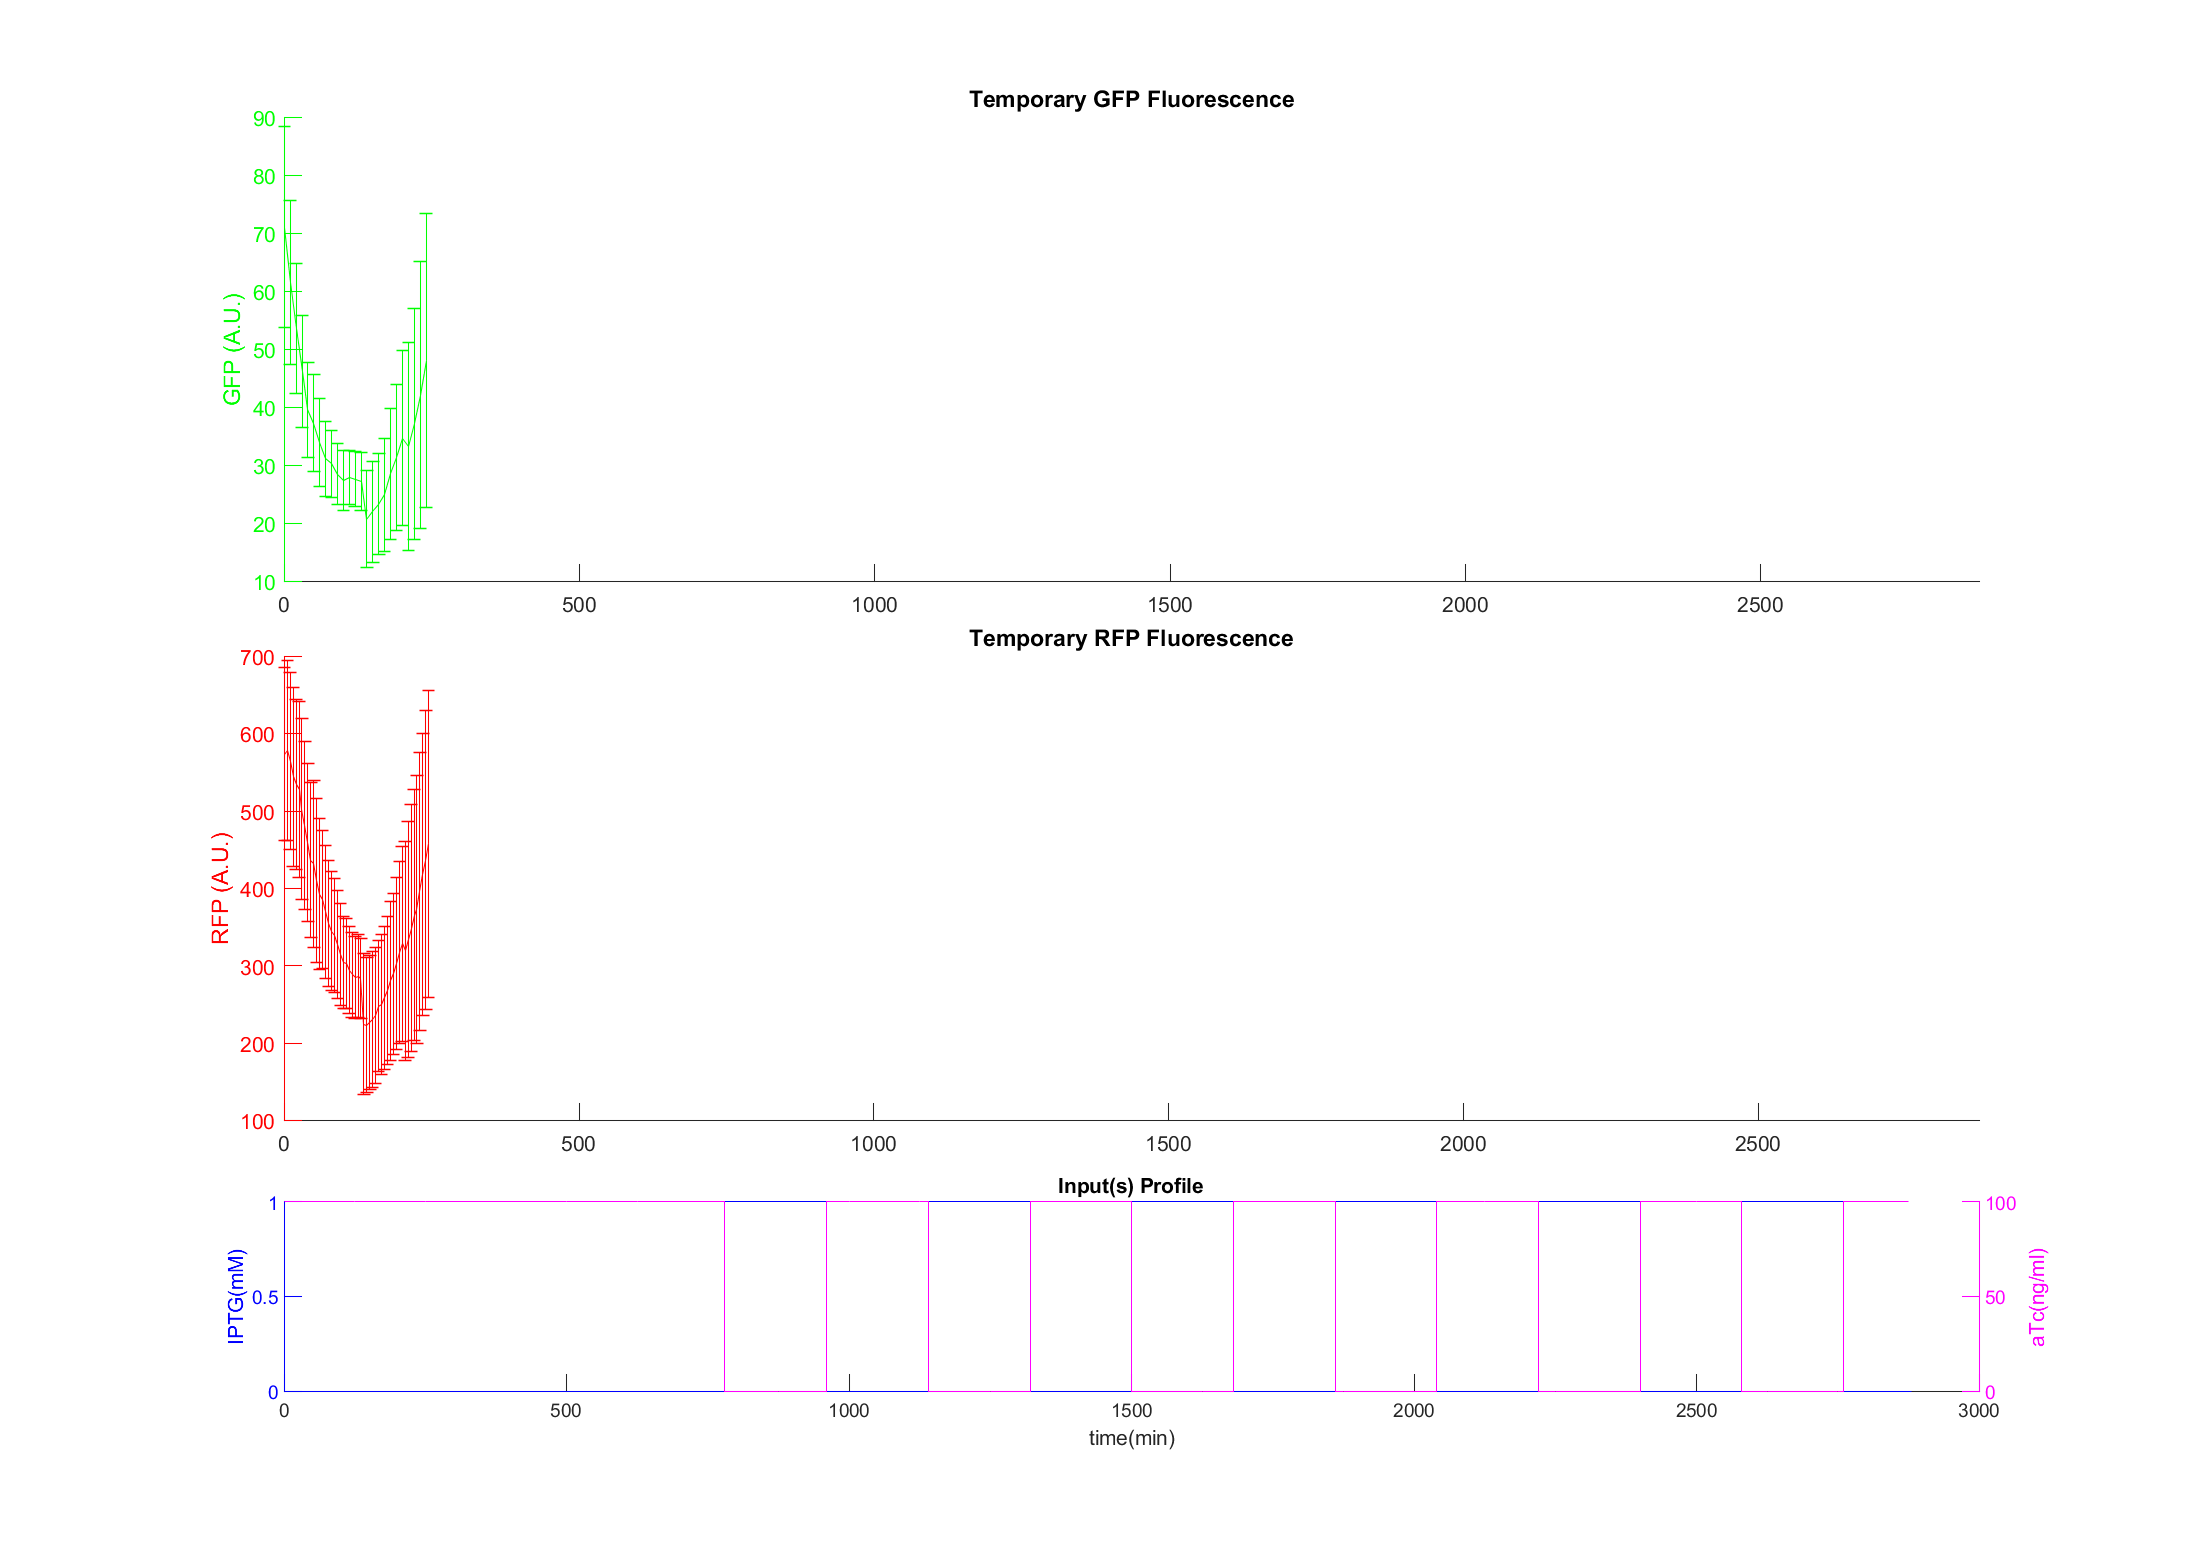 Temporary GFP Fluorescence
90
80
70
60
50
40
30
20
10
GFP (A.U.)
0 500 1000 1500 2000 2500
Temporary RFP Fluorescence
700
600
500
400
300
200
100
RFP (A.U.)
0 500 1000 1500 2000 2500
Input(s) Profile
1
0.5
0
IPTG(mM)
100
50
0
aTc(ng/ml)
0 500 1000 1500 2000 2500 3000
time(min)